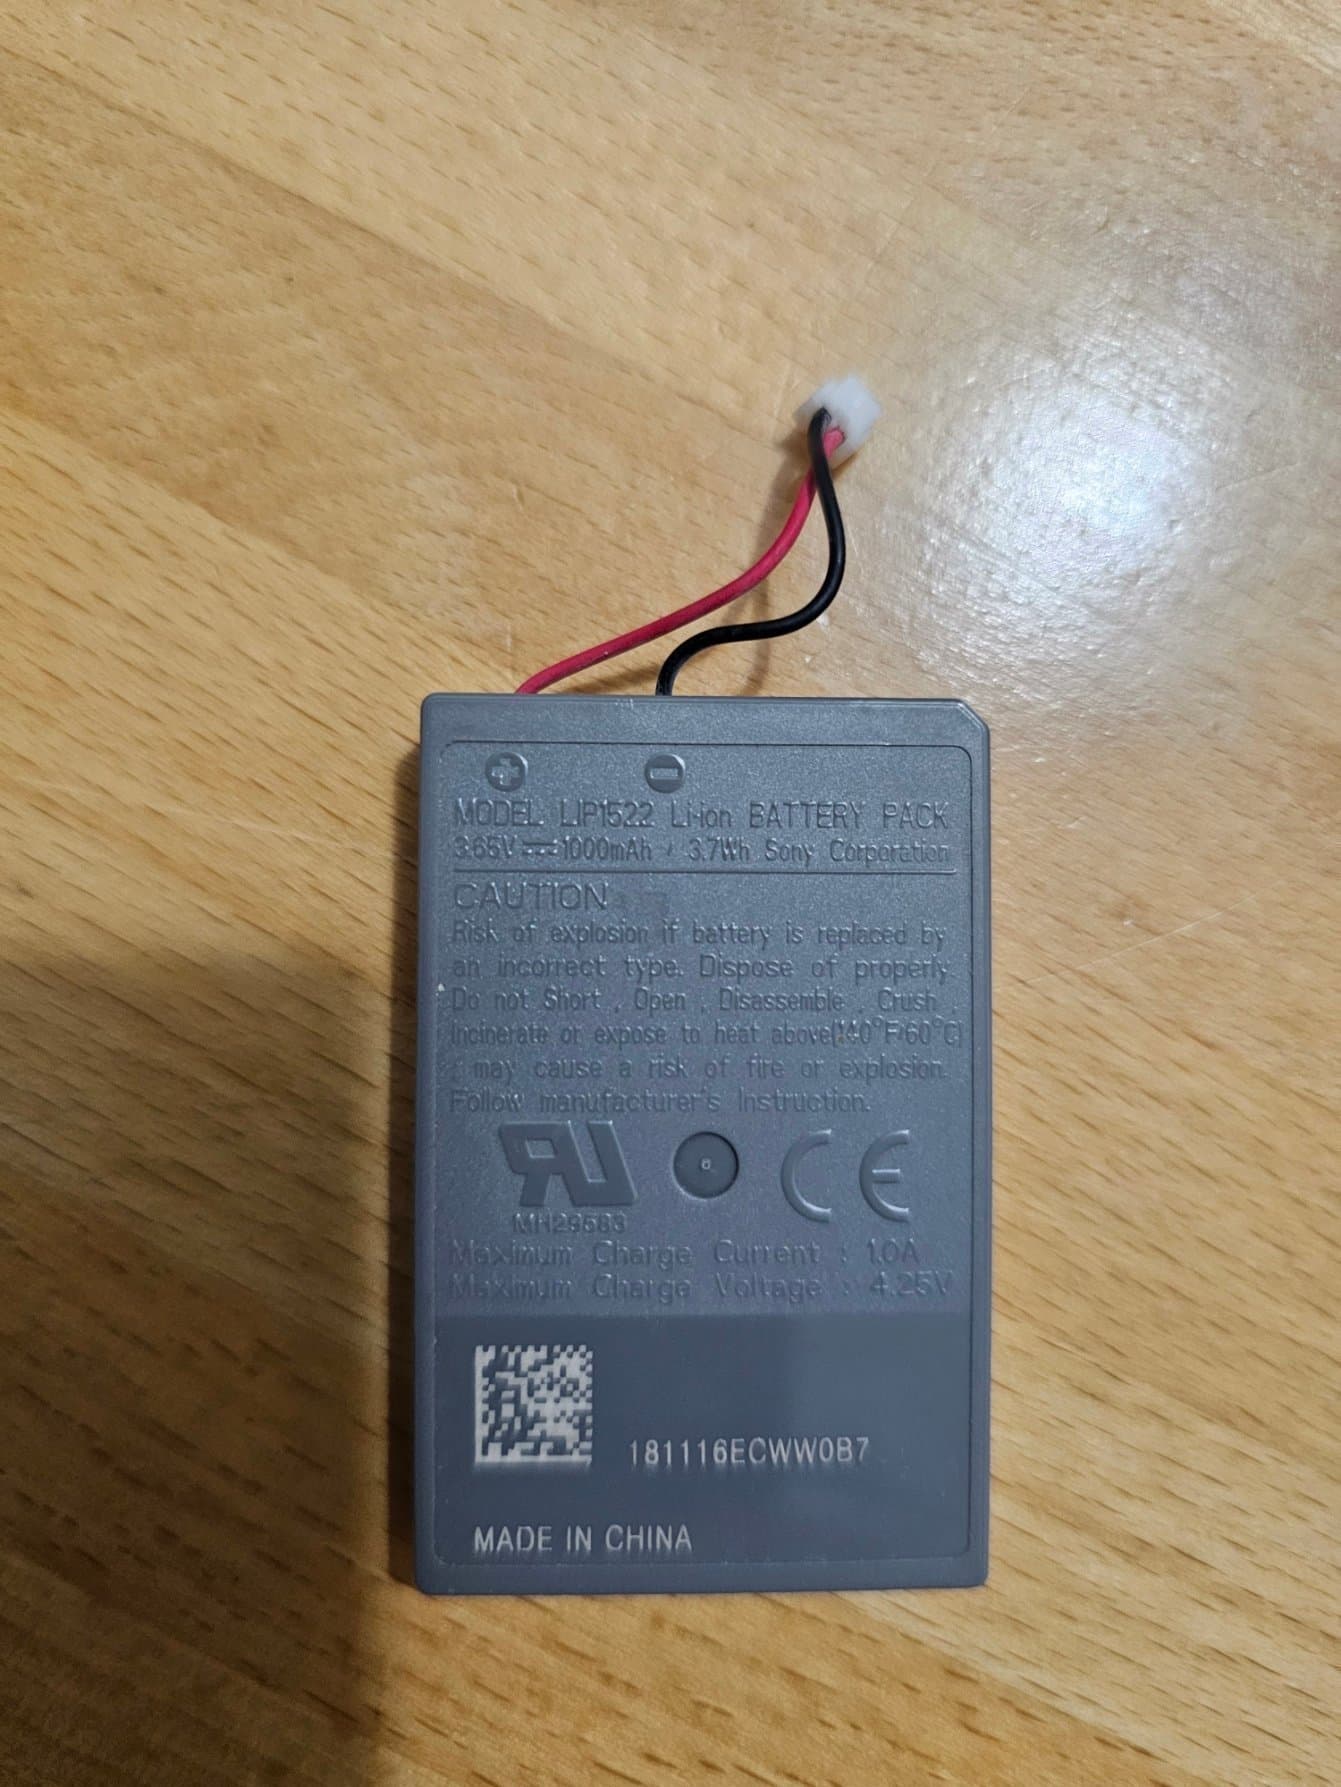 MODEL LIP1522 Li-ion BATTERY PACK
3.65V ⎓ 1000mAh / 3.7Wh Sony Corporation
CAUTION
Risk of explosion if battery is replaced by
an incorrect type. Dispose of properly.
Do not Short , Open , Disassemble , Crush ,
Incinerate or expose to heat above(140°F/60°C)
; may cause a risk of fire or explosion.
Follow manufacturer's Instruction.
RU
CE
MH29583
Maximum Charge Current : 1.0A
Maximum Charge Voltage : 4.25V
181116ECWW0B7
MADE IN CHINA